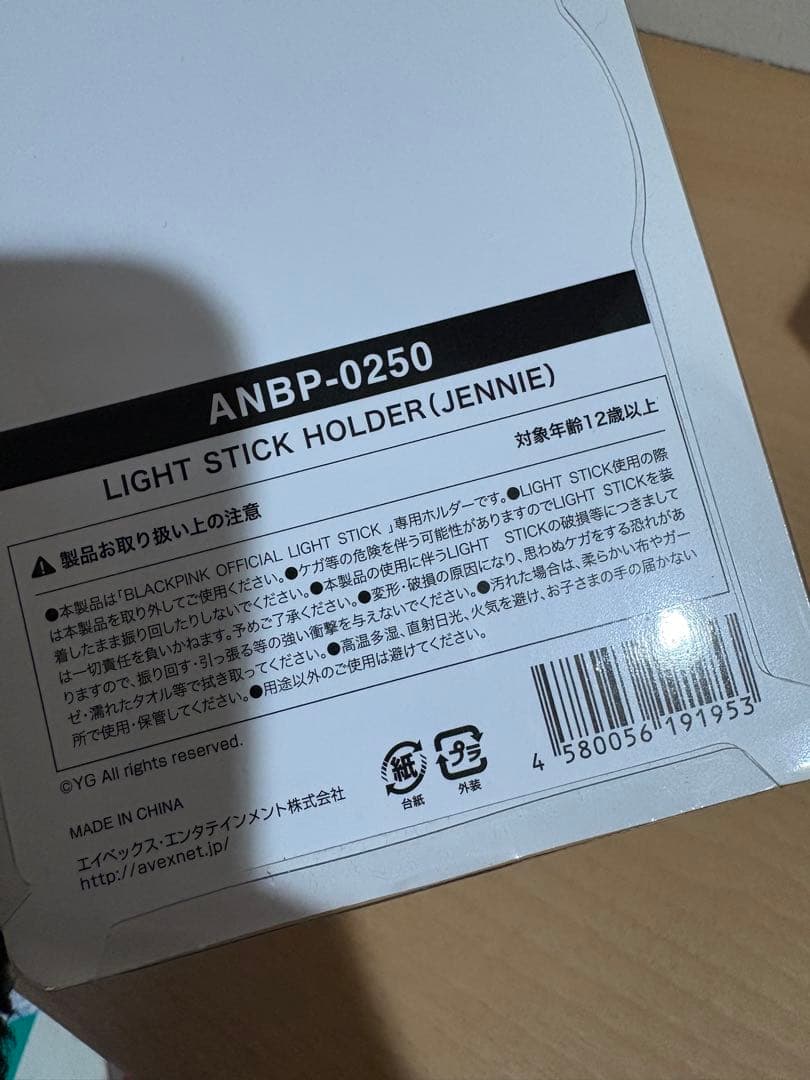 ANBP-0250
LIGHT STICK HOLDER(JENNIE)
対象年齢12歳以上
製品お取り扱い上の注意
●本製品は「BLACKPINK OFFICIAL LIGHT STICK 」専用ホルダーです。●LIGHT STICK使用の際
は本製品を取り外してご使用ください。●ケガ等の危険を伴う可能性がありますのでLIGHT STICKを装
着したまま振り回したりしないでください。●本製品の使用に伴うLIGHT STICKの破損等につきまして
は一切責任を負いかねます。予めご了承ください。●変形・破損の原因になり、思わぬケガをする恐れがあ
りますので、振り回す・引っ張る等の強い衝撃を与えないでください。●汚れた場合は、柔らかい布やガー
ゼ・濡れたタオル等で拭き取ってください。●高温多湿、直射日光、火気を避け、お子さまの手の届かない
所で使用・保管してください。●用途以外のご使用は避けてください。
©YG All rights reserved.
MADE IN CHINA
エイベックス・エンタテインメント株式会社
http://avexnet.jp/
紙
台紙
プラ
外装
4 580056 191953